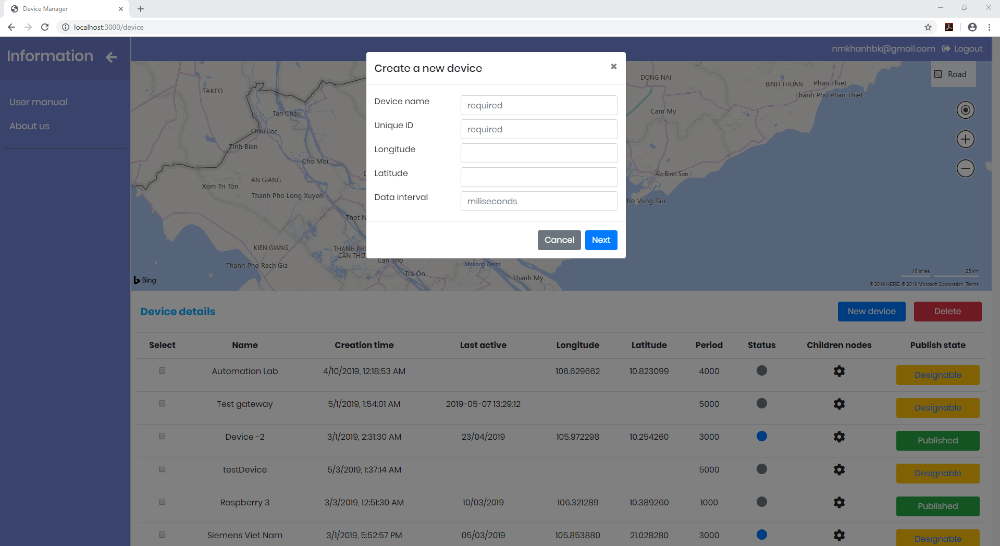 Device Manager
localhost:3000/device
Information
nmkhanhbk@gmail.com Logout
User manual
About us
Create a new device
Device name required
Unique ID required
Longitude
Latitude
Data interval miliseconds
Cancel Next
Road
TAKEO
Tân Châu
Châu Đọc
Tinh Bien
Cho Moi
AN GIANG
Xóm Tri Tôn
Thanh Pho Long Xuyen
Thot N
KIEN GIANG
THÀNH PHỐ
CẦN THƠ
Can Tho
Thanh Pho Rach Gia
Trà Ôn
Mekong Delta
Thanh My
DONG NAI
BINH THUAN
Phan Thiet
Thanh Pho Phan Thiet
Cam My
Ap Binh Son
ho Vung Tau
Bing
10 miles 25 km
© 2019 HERE, © 2019 Microsoft Corporation Terms
Device details
New device Delete
Select Name Creation time Last active Longitude Latitude Period Status Children nodes Publish state
Automation Lab 4/10/2019, 12:18:53 AM 106.629662 10.823099 4000 Designable
Test gateway 5/1/2019, 1:54:01 AM 2019-05-07 13:29:12 5000 Designable
Device -2 3/1/2019, 2:31:30 AM 23/04/2019 105.972298 10.254260 3000 Published
testDevice 5/3/2019, 1:37:14 AM 5000 Designable
Raspberry 3 3/3/2019, 12:51:30 AM 10/03/2019 106.321289 10.389260 1000 Published
Siemens Viet Nam 3/1/2019, 5:52:57 PM 05/03/2019 105.853880 21.028280 3000 Designable